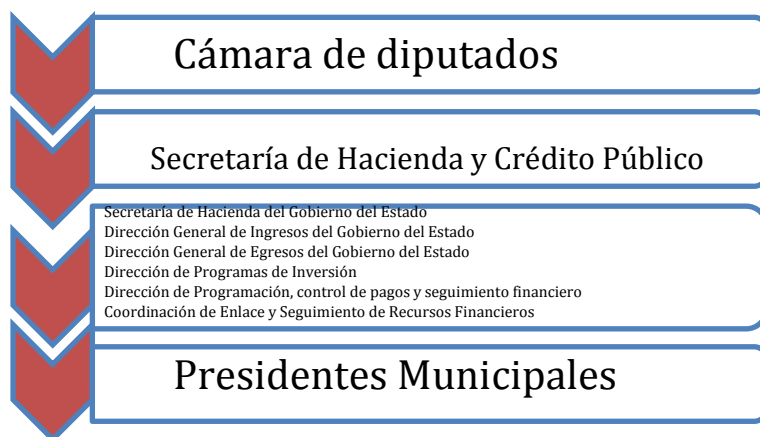 Cámara de diputados
Secretaría de Hacienda y Crédito Público
Secretaría de Hacienda del Gobierno del Estado
Dirección General de Ingresos del Gobierno del Estado
Dirección General de Egresos del Gobierno del Estado
Dirección de Programas de Inversión
Dirección de Programación, control de pagos y seguimiento financiero
Coordinación de Enlace y Seguimiento de Recursos Financieros
Presidentes Municipales